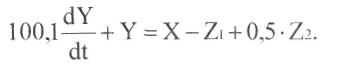 100,1 dY/dt + Y = X − Z₁ + 0,5 · Z₂.